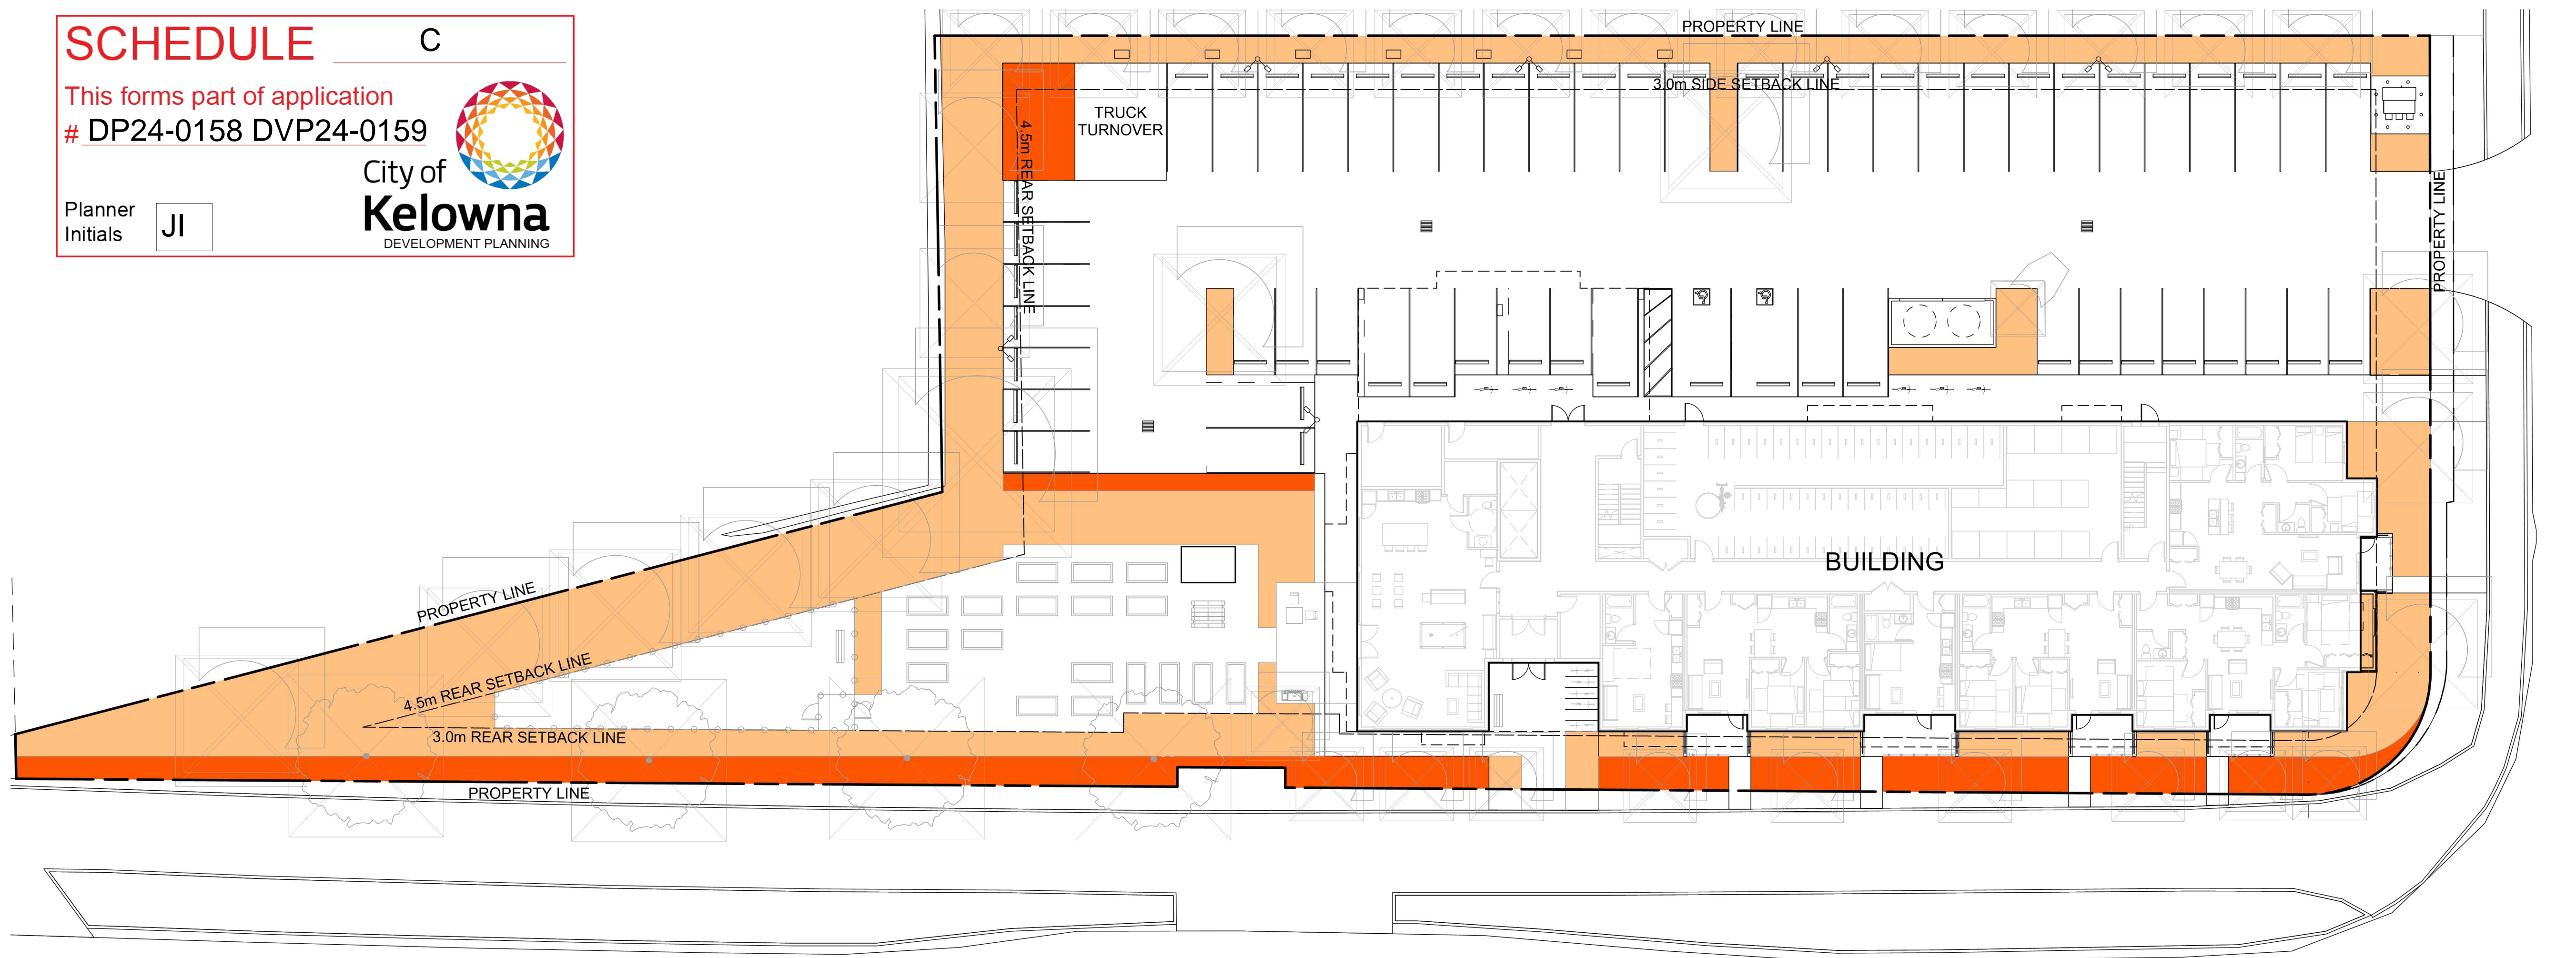 SCHEDULE C
This forms part of application
# DP24-0158 DVP24-0159
City of
Kelowna
DEVELOPMENT PLANNING
Planner
Initials JI
PROPERTY LINE
3.0m SIDE SETBACK LINE
TRUCK
TURNOVER
4.5m REAR SETBACK LINE
PROPERTY LINE
BUILDING
PROPERTY LINE
4.5m REAR SETBACK LINE
3.0m REAR SETBACK LINE
PROPERTY LINE